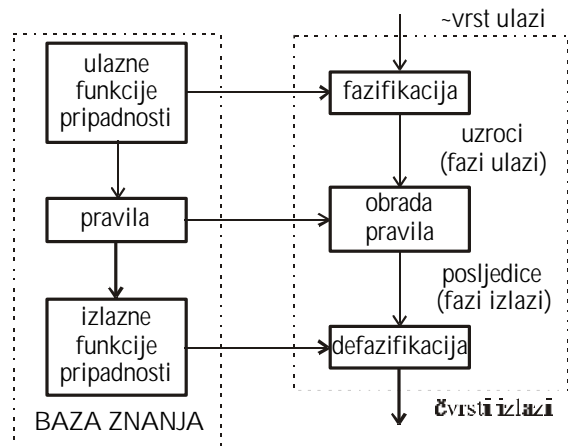 ~vrst ulazi
ulazne
funkcije
pripadnosti
fazifikacija
uzroci
(fazi ulazi)
pravila
obrada
pravila
posljedice
(fazi izlazi)
izlazne
funkcije
pripadnosti
defazifikacija
čvrsti izlazi
BAZA ZNANJA